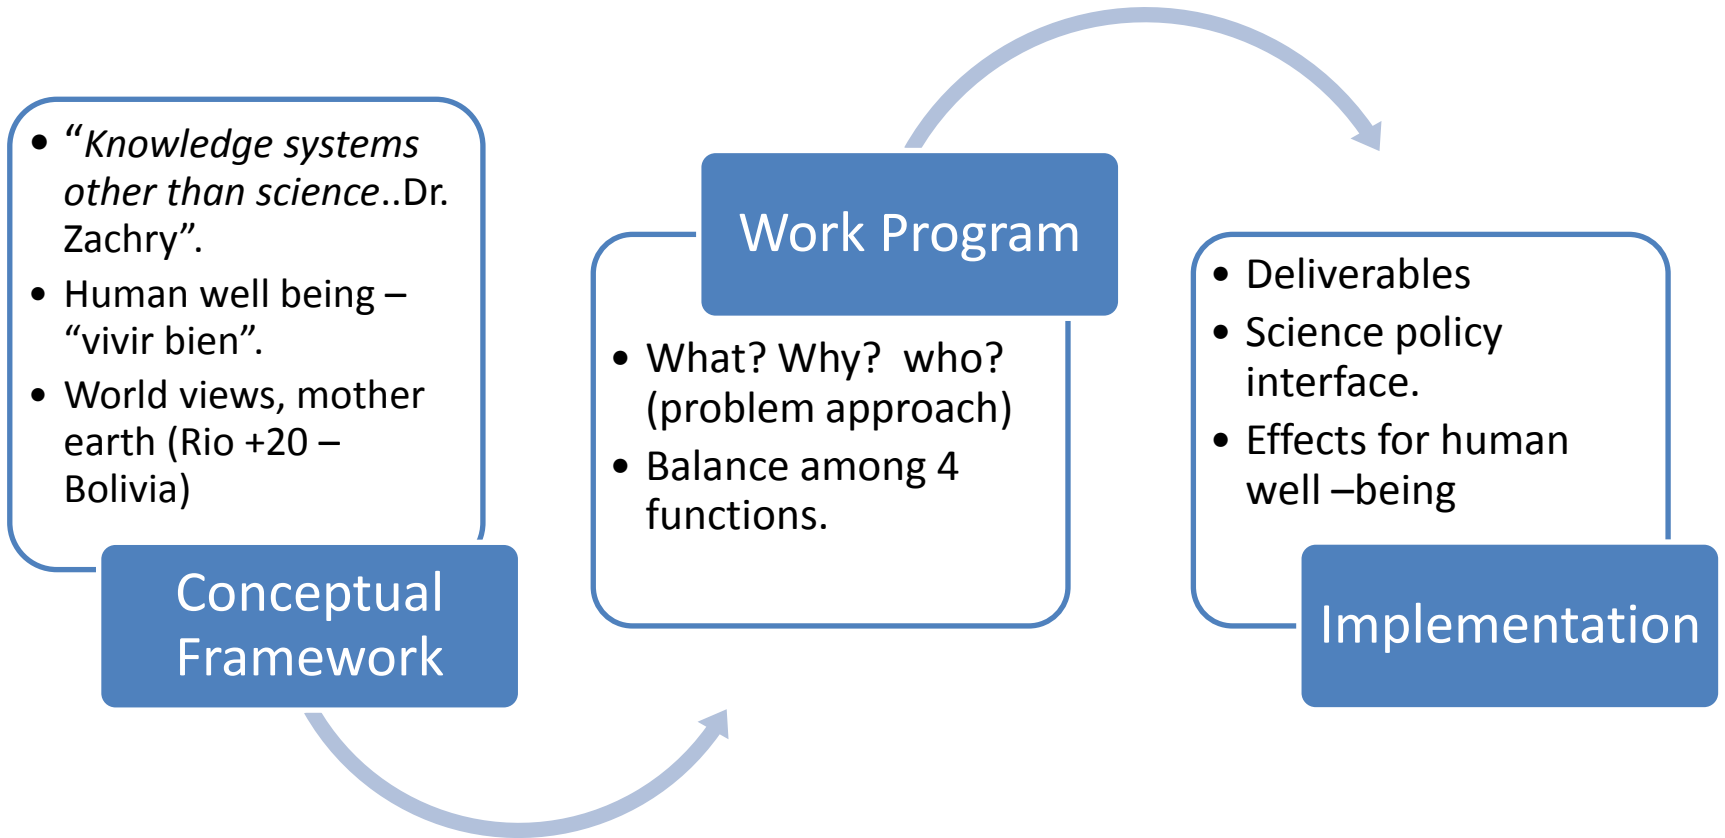 • “Knowledge systems
other than science..Dr.
Zachry”.
• Human well being –
“vivir bien”.
• World views, mother
earth (Rio +20 –
Bolivia)
Conceptual
Framework
Work Program
• What? Why?  who?
(problem approach)
• Balance among 4
functions.
• Deliverables
• Science policy
interface.
• Effects for human
well –being
Implementation